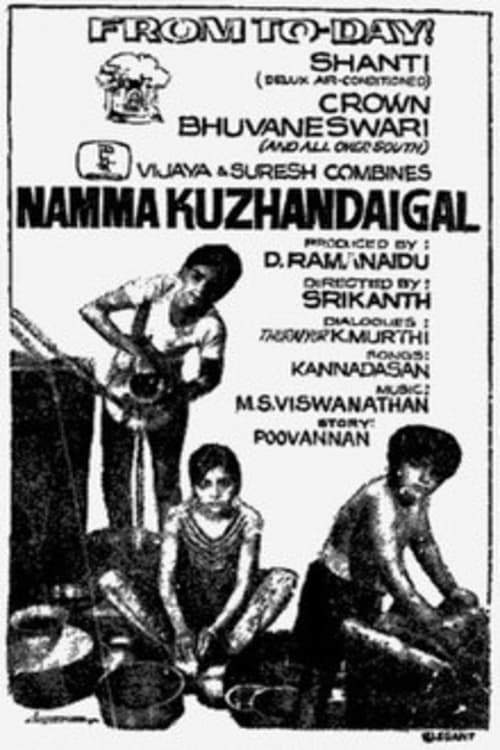 FROM TO-DAY!
SHANTI
(DELUX AIR-CONDITIONED)
CROWN
BHUVANESWARI
(AND ALL OVER SOUTH)
VIJAYA & SURESH COMBINES
NAMMA KUZHANDAIGAL
PRODUCED BY:
D. RAMANAIDU
DIRECTED BY:
SRIKANTH
DIALOGUES:
K.MURTHI
SONGS:
KANNADASAN
MUSIC:
M.S.VISWANATHAN
STORY:
POOVANNAN
ELEGANT